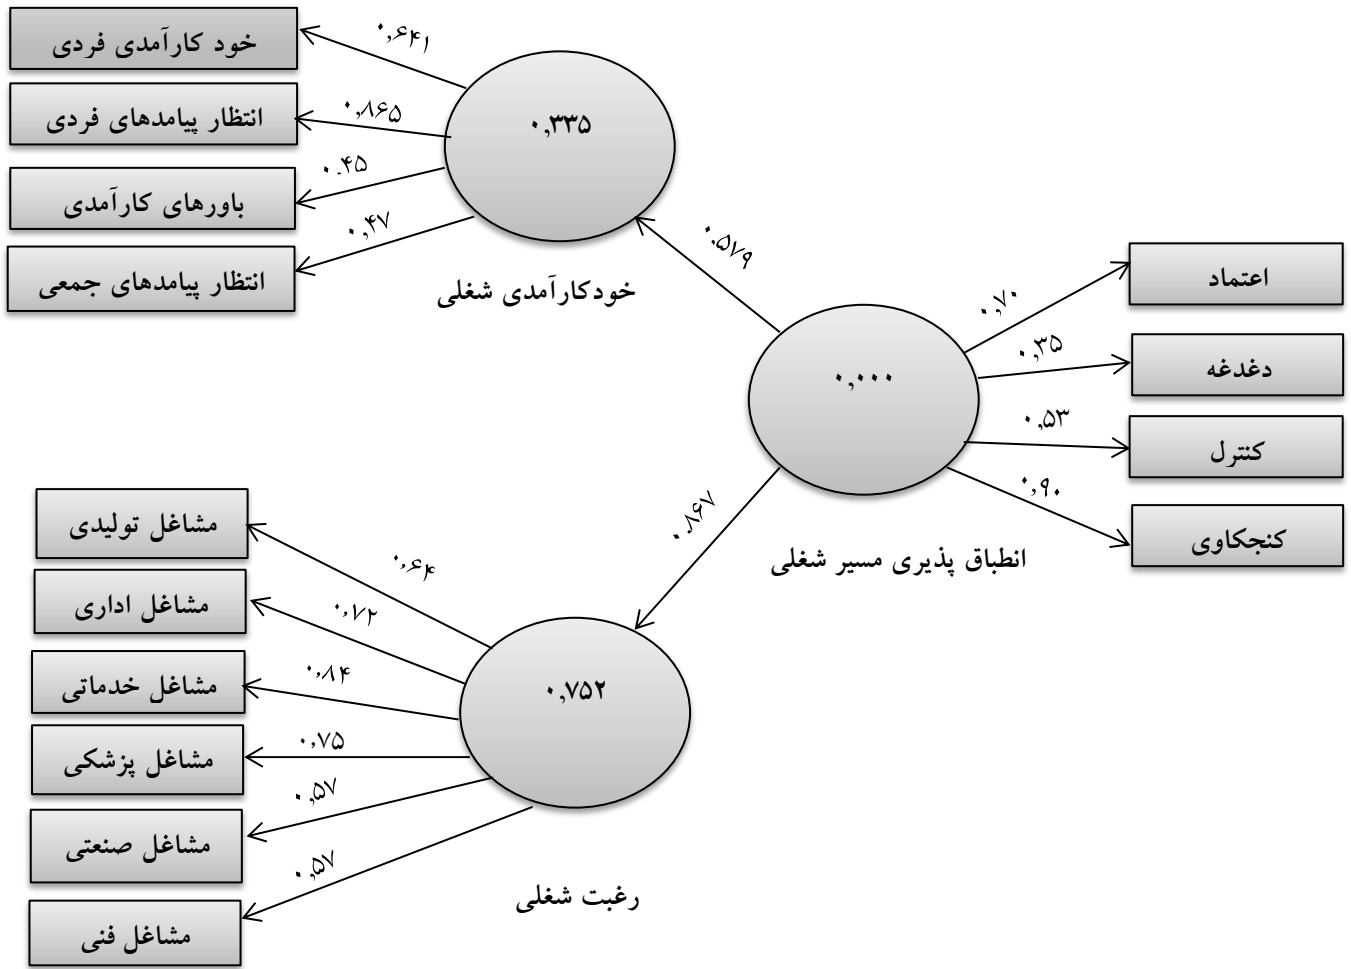 خود کارآمدی فردی
انتظار پیامدهای فردی
باورهای کارآمدی
انتظار پیامدهای جمعی
۰,۶۴۱
۰,۸۶۵
۰.۴۵
۰,۴۷
۰,۳۳۵
خودکارآمدی شغلی
۰.۵۷۹
۰,۰۰۰
انطباق پذیری مسیر شغلی
۰,۷۰
۰,۳۵
۰,۵۳
۰,۹۰
اعتماد
دغدغه
کنترل
کنجکاوی
۰.۸۶۷
مشاغل تولیدی
مشاغل اداری
مشاغل خدماتی
مشاغل پزشکی
مشاغل صنعتی
مشاغل فنی
۰,۶۴
۰,۷۲
۰,۸۴
۰,۷۵
۰,۵۷
۰,۵۷
۰,۷۵۲
رغبت شغلی